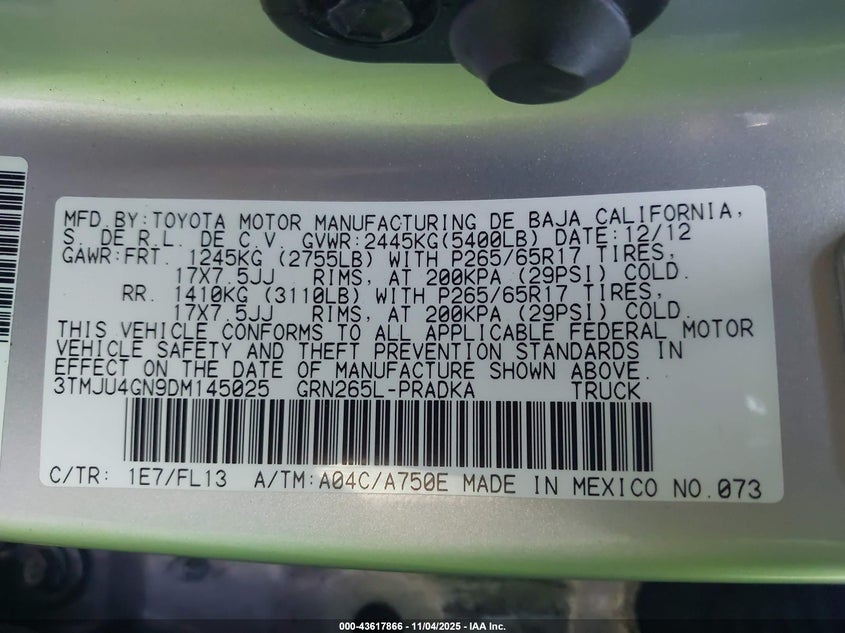 MFD BY:TOYOTA MOTOR MANUFACTURING DE BAJA CALIFORNIA,
S. DE R.L. DE C.V. GVWR:2445KG(5400LB) DATE:12/12
GAWR:FRT. 1245KG (2755LB) WITH P265/65R17 TIRES,
17X7.5JJ RIMS, AT 200KPA (29PSI) COLD.
RR. 1410KG (3110LB) WITH P265/65R17 TIRES,
17X7.5JJ RIMS, AT 200KPA (29PSI) COLD.
THIS VEHICLE CONFORMS TO ALL APPLICABLE FEDERAL MOTOR
VEHICLE SAFETY AND THEFT PREVENTION STANDARDS IN
EFFECT ON THE DATE OF MANUFACTURE SHOWN ABOVE.
3TMJU4GN9DM145025 GRN265L-PRADKA TRUCK
C/TR: 1E7/FL13 A/TM:A04C/A750E MADE IN MEXICO NO.073
000-43617866 - 11/04/2025 - IAA Inc.